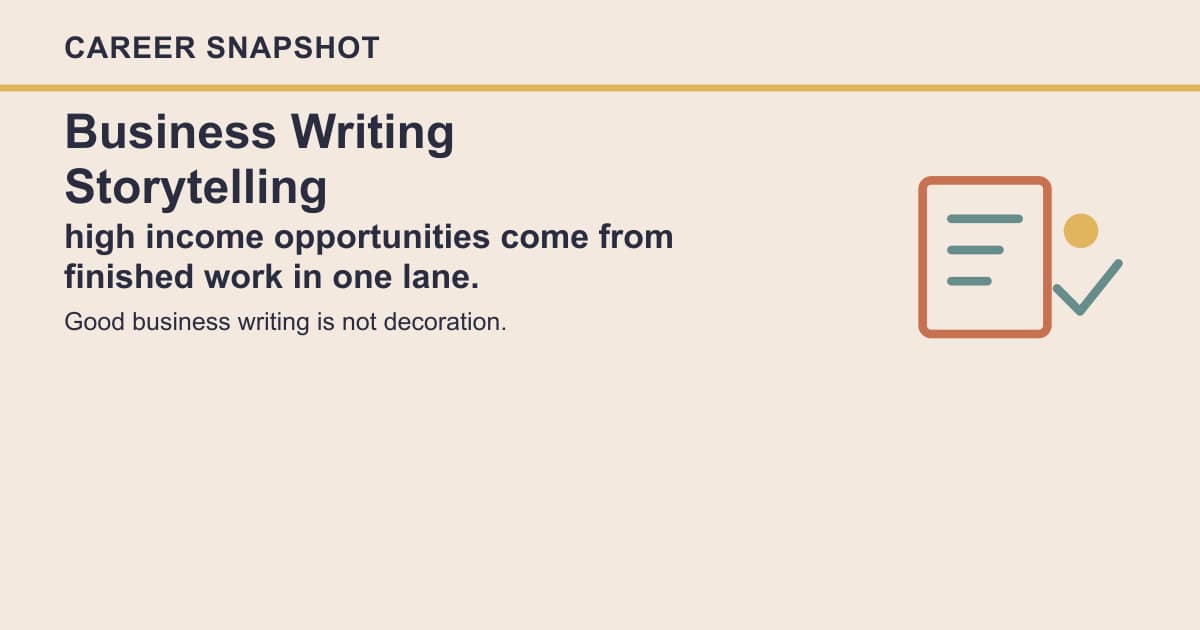 CAREER SNAPSHOT
Business Writing
Storytelling
high income opportunities come from
finished work in one lane.
Good business writing is not decoration.